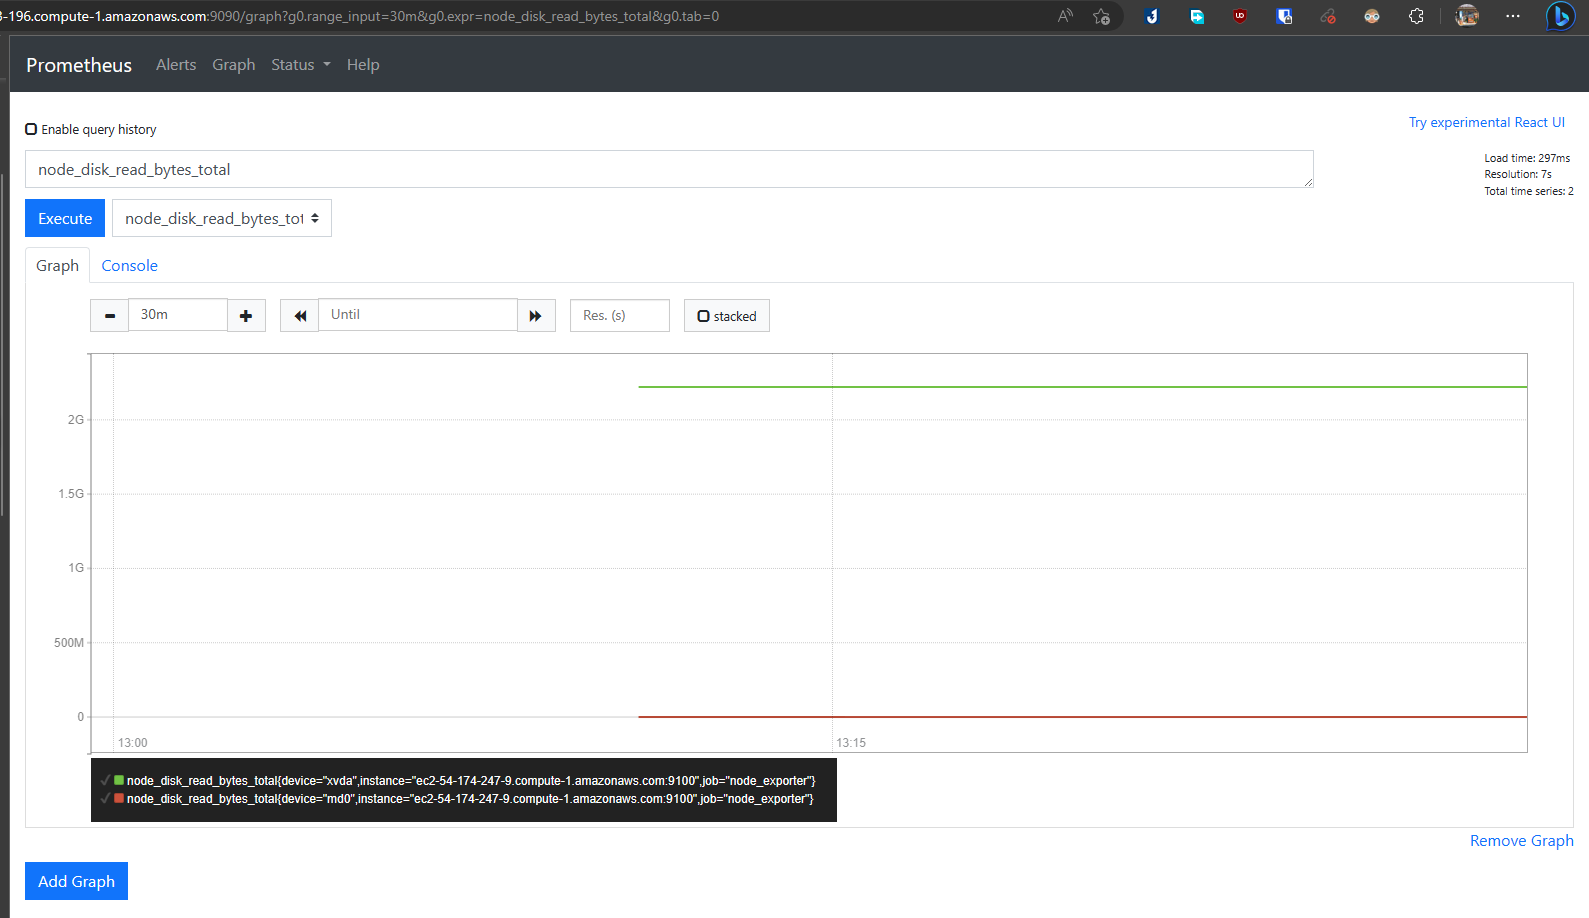 3-196.compute-1.amazonaws.com:9090/graph?g0.range_input=30m&g0.expr=node_disk_read_bytes_total&g0.tab=0
Prometheus Alerts Graph Status Help
Enable query history
Try experimental React UI
node_disk_read_bytes_total
Load time: 297ms
Resolution: 7s
Total time series: 2
Execute node_disk_read_bytes_tot
Graph Console
30m Until Res. (s) stacked
2G
1.5G
1G
500M
0
13:00 13:15
node_disk_read_bytes_total{device="xvda",instance="ec2-54-174-247-9.compute-1.amazonaws.com:9100",job="node_exporter"}
node_disk_read_bytes_total{device="md0",instance="ec2-54-174-247-9.compute-1.amazonaws.com:9100",job="node_exporter"}
Remove Graph
Add Graph